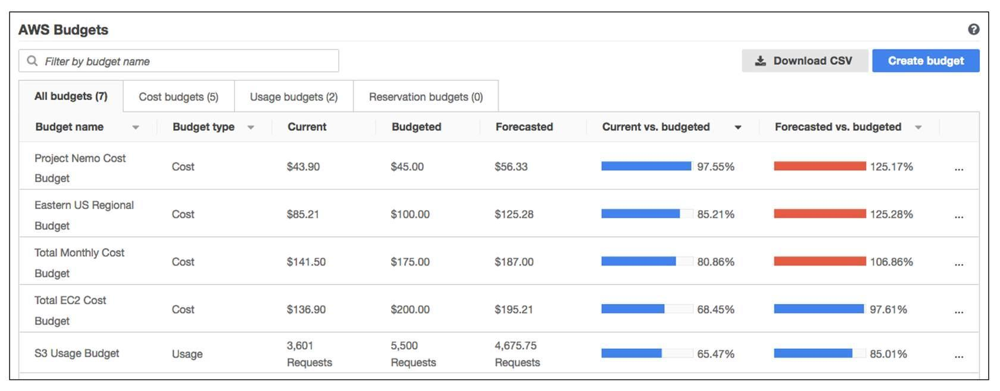 AWS Budgets
?
Filter by budget name
Download CSV
Create budget
All budgets (7) Cost budgets (5) Usage budgets (2) Reservation budgets (0)
Budget name Budget type Current Budgeted Forecasted Current vs. budgeted Forecasted vs. budgeted
Project Nemo Cost
Budget
Cost $43.90 $45.00 $56.33 97.55% 125.17% ...
Eastern US Regional
Budget
Cost $85.21 $100.00 $125.28 85.21% 125.28% ...
Total Monthly Cost
Budget
Cost $141.50 $175.00 $187.00 80.86% 106.86% ...
Total EC2 Cost
Budget
Cost $136.90 $200.00 $195.21 68.45% 97.61% ...
S3 Usage Budget Usage
3,601
Requests
5,500
Requests
4,675.75
Requests
65.47% 85.01% ...